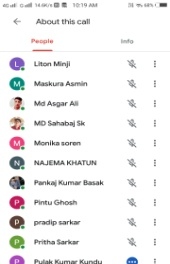 10:19 AM
68%
About this call
People
Info
L Liton Minji
M Maskura Asmin
Md Asgar Ali
MD Sahabaj Sk
M Monika soren
N NAJEMA KHATUN
Pankaj Kumar Basak
P Pintu Ghosh
P pradip sarkar
P Pritha Sarkar
P Pulak Kumar Kundu